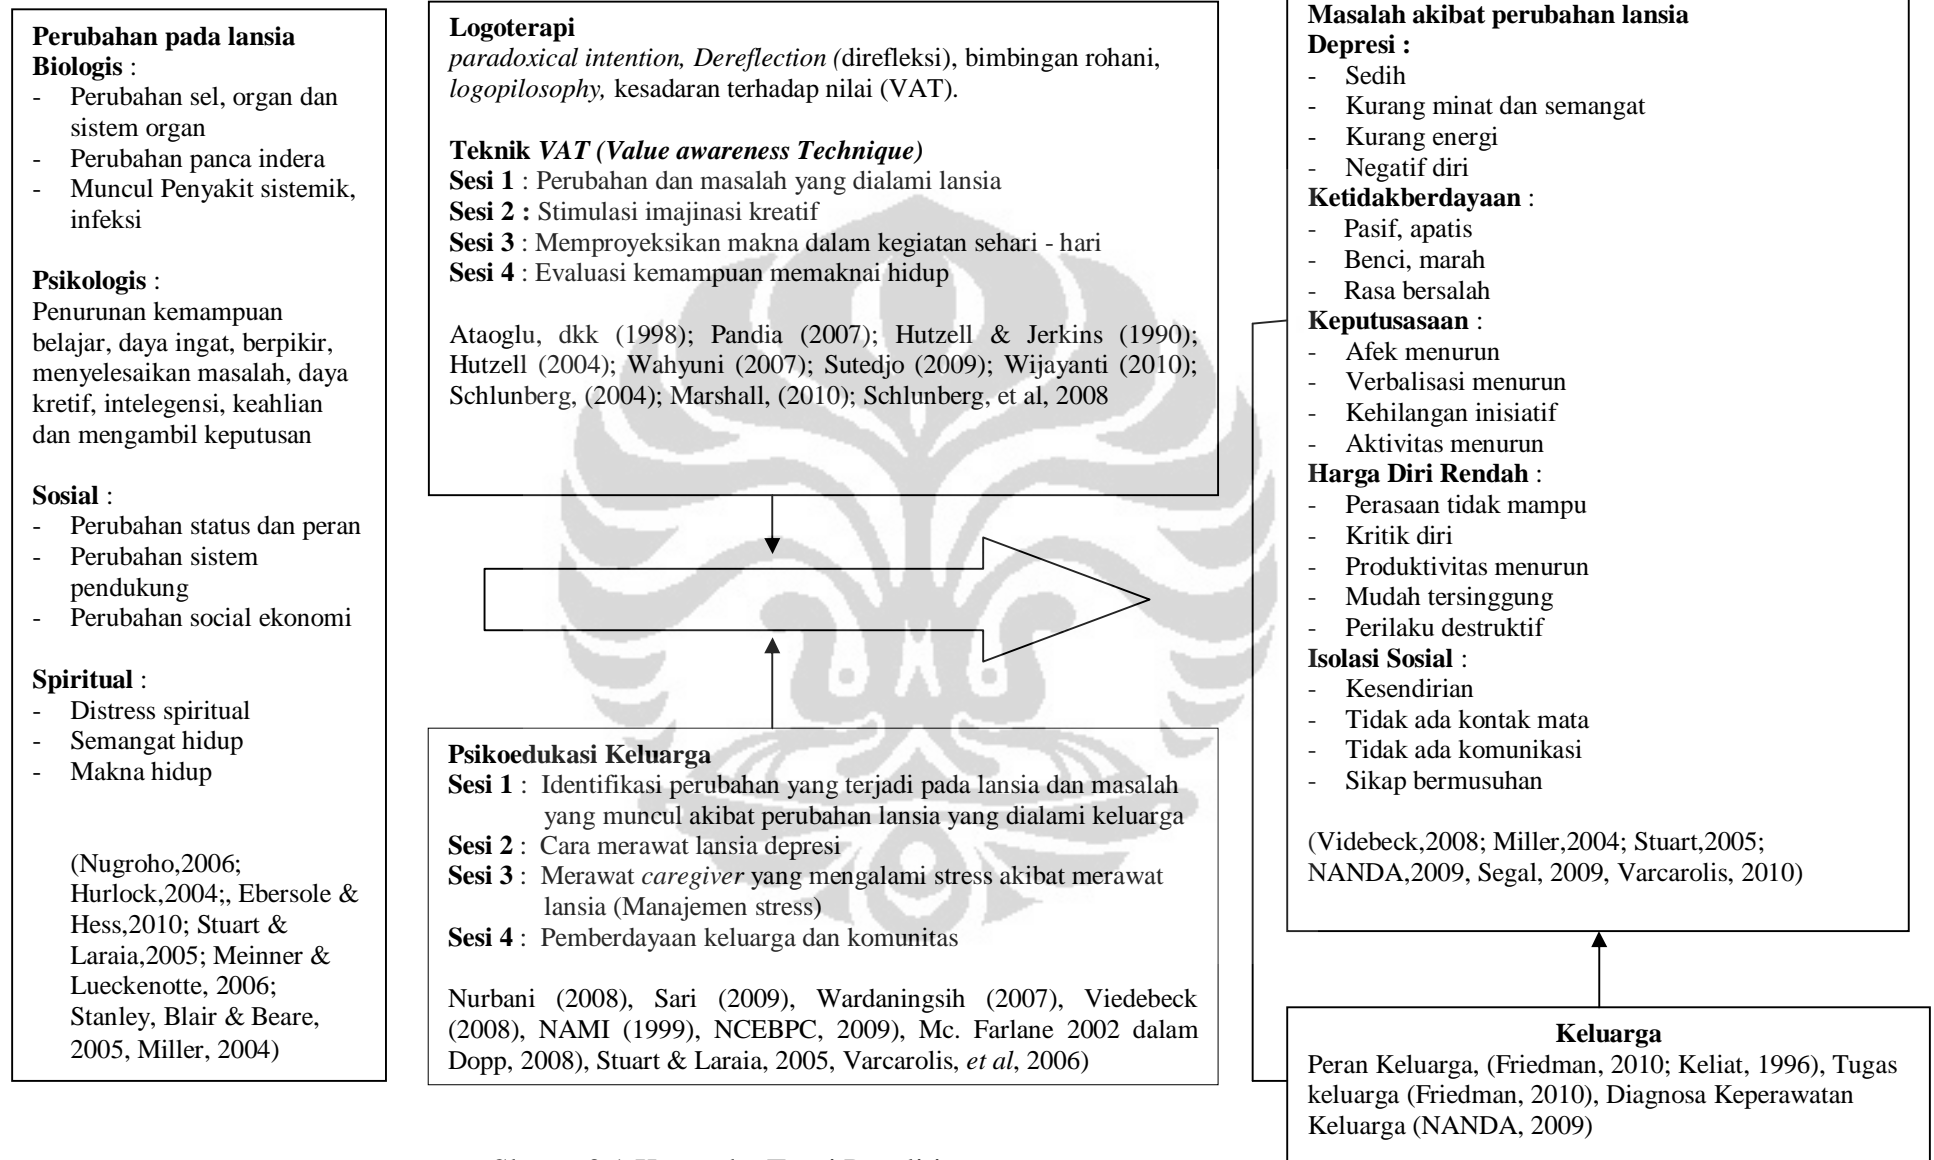 Perubahan pada lansia
Biologis :
- Perubahan sel, organ dan
sistem organ
- Perubahan panca indera
- Muncul Penyakit sistemik,
infeksi
Psikologis :
Penurunan kemampuan
belajar, daya ingat, berpikir,
menyelesaikan masalah, daya
kretif, intelegensi, keahlian
dan mengambil keputusan
Sosial :
- Perubahan status dan peran
- Perubahan sistem
pendukung
- Perubahan social ekonomi
Spiritual :
- Distress spiritual
- Semangat hidup
- Makna hidup
(Nugroho,2006;
Hurlock,2004;, Ebersole &
Hess,2010; Stuart &
Laraia,2005; Meinner &
Lueckenotte, 2006;
Stanley, Blair & Beare,
2005, Miller, 2004)
Logoterapi
paradoxical intention, Dereflection (direfleksi), bimbingan rohani,
logopilosophy, kesadaran terhadap nilai (VAT).
Teknik VAT (Value awareness Technique)
Sesi 1 : Perubahan dan masalah yang dialami lansia
Sesi 2 : Stimulasi imajinasi kreatif
Sesi 3 : Memproyeksikan makna dalam kegiatan sehari - hari
Sesi 4 : Evaluasi kemampuan memaknai hidup
Ataoglu, dkk (1998); Pandia (2007); Hutzell & Jerkins (1990);
Hutzell (2004); Wahyuni (2007); Sutedjo (2009); Wijayanti (2010);
Schlunberg, (2004); Marshall, (2010); Schlunberg, et al, 2008
Psikoedukasi Keluarga
Sesi 1 : Identifikasi perubahan yang terjadi pada lansia dan masalah
yang muncul akibat perubahan lansia yang dialami keluarga
Sesi 2 : Cara merawat lansia depresi
Sesi 3 : Merawat caregiver yang mengalami stress akibat merawat
lansia (Manajemen stress)
Sesi 4 : Pemberdayaan keluarga dan komunitas
Nurbani (2008), Sari (2009), Wardaningsih (2007), Viedebeck
(2008), NAMI (1999), NCEBPC, 2009), Mc. Farlane 2002 dalam
Dopp, 2008), Stuart & Laraia, 2005, Varcarolis, et al, 2006)
Masalah akibat perubahan lansia
Depresi :
- Sedih
- Kurang minat dan semangat
- Kurang energi
- Negatif diri
Ketidakberdayaan :
- Pasif, apatis
- Benci, marah
- Rasa bersalah
Keputusasaan :
- Afek menurun
- Verbalisasi menurun
- Kehilangan inisiatif
- Aktivitas menurun
Harga Diri Rendah :
- Perasaan tidak mampu
- Kritik diri
- Produktivitas menurun
- Mudah tersinggung
- Perilaku destruktif
Isolasi Sosial :
- Kesendirian
- Tidak ada kontak mata
- Tidak ada komunikasi
- Sikap bermusuhan
(Videbeck,2008; Miller,2004; Stuart,2005;
NANDA,2009, Segal, 2009, Varcarolis, 2010)
Keluarga
Peran Keluarga, (Friedman, 2010; Keliat, 1996), Tugas
keluarga (Friedman, 2010), Diagnosa Keperawatan
Keluarga (NANDA, 2009)